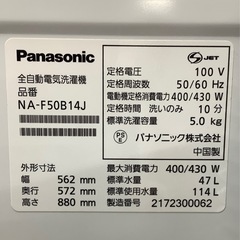 Panasonic
全自動電気洗濯機
品番
NA-F50B14J
外形寸法
幅 562 mm
奥行 572 mm
高さ 880 mm
JET
定格電圧 100 V
定格周波数 50/60 Hz
電動機定格消費電力 400/430 W
定格時間 洗いのみ 10 分
標準洗濯容量 5.0 kg
PS E
パナソニック株式会社
中国製
最大消費電力 400/430 W
標準水量 47 L
標準使用水量 114 L
製造番号 2172300062